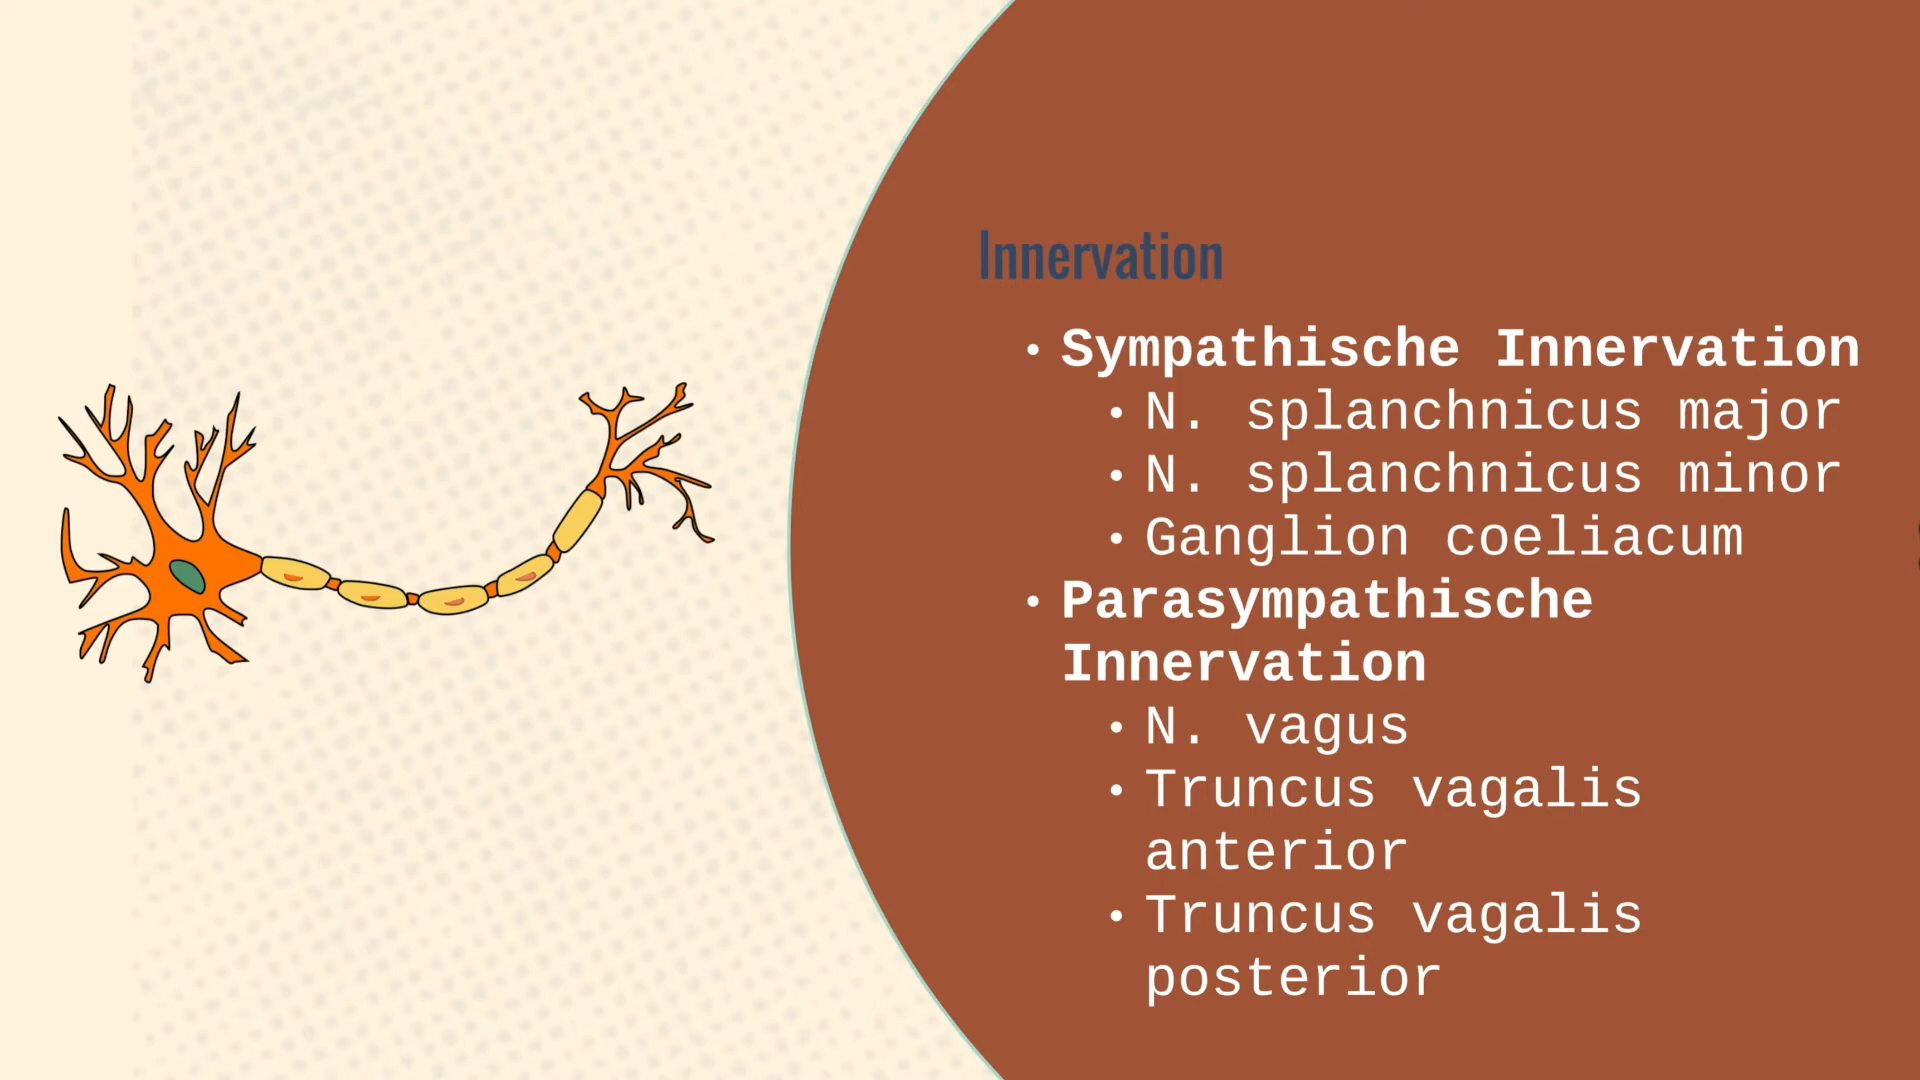 Innervation
• Sympathische Innervation
• N. splanchnicus major
• N. splanchnicus minor
• Ganglion coeliacum
• Parasympathische
Innervation
• N. vagus
• Truncus vagalis
anterior
• Truncus vagalis
posterior